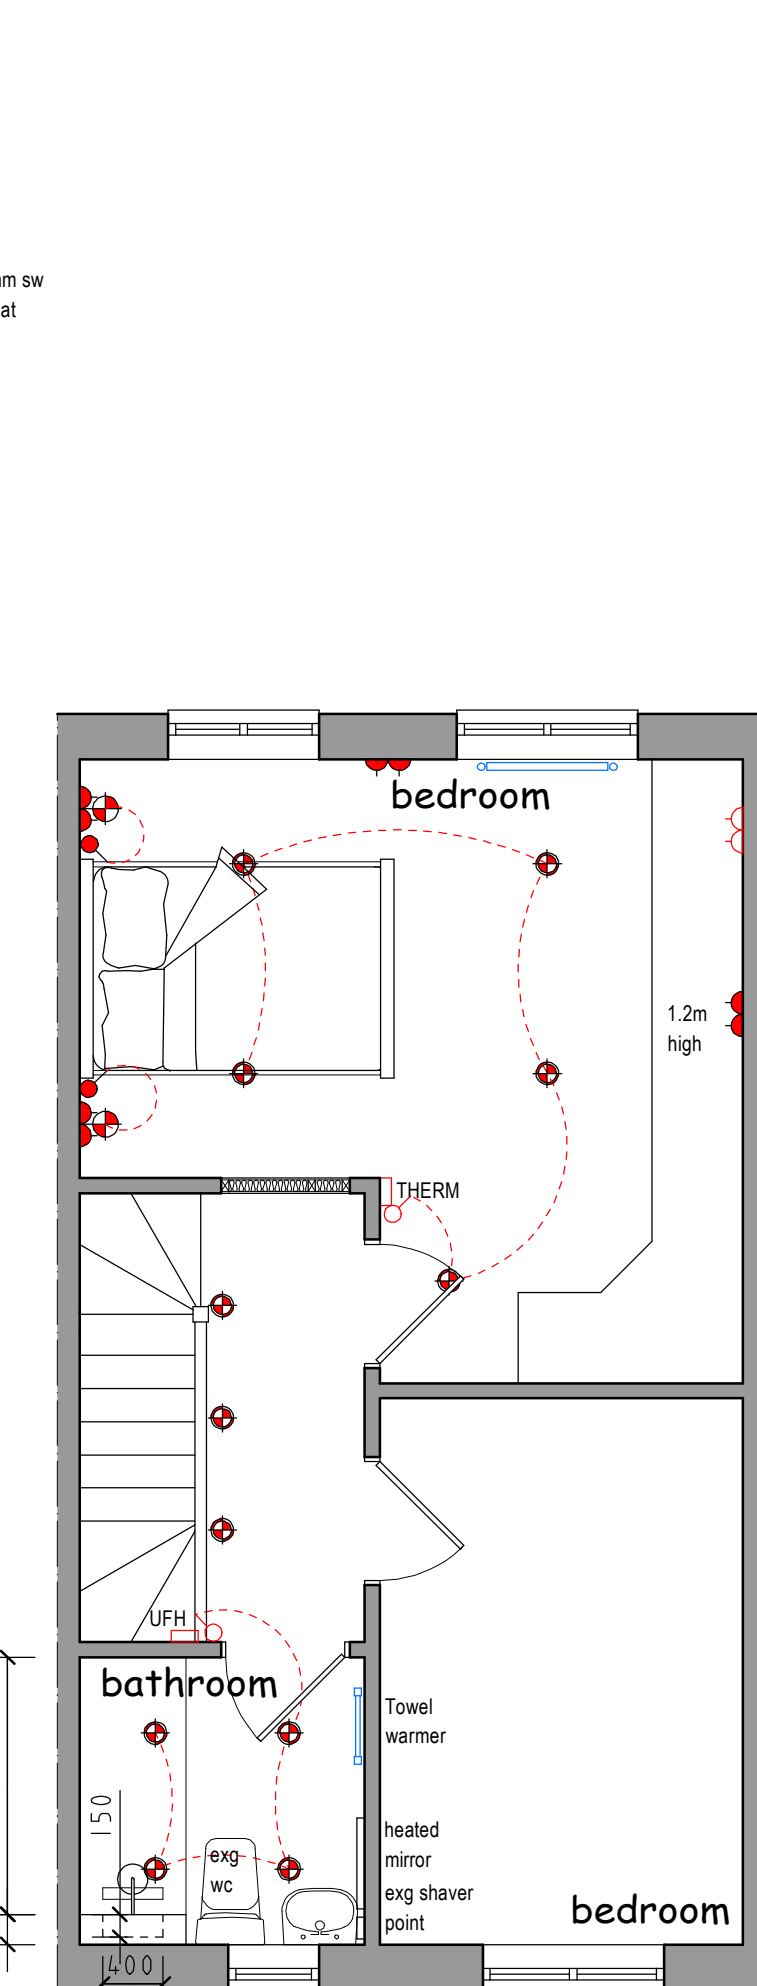 sw
at
bedroom
1.2m
high
THERM
UFH
bathroom
Towel
warmer
150
heated
mirror
exg
wc
exg shaver
point
bedroom
400